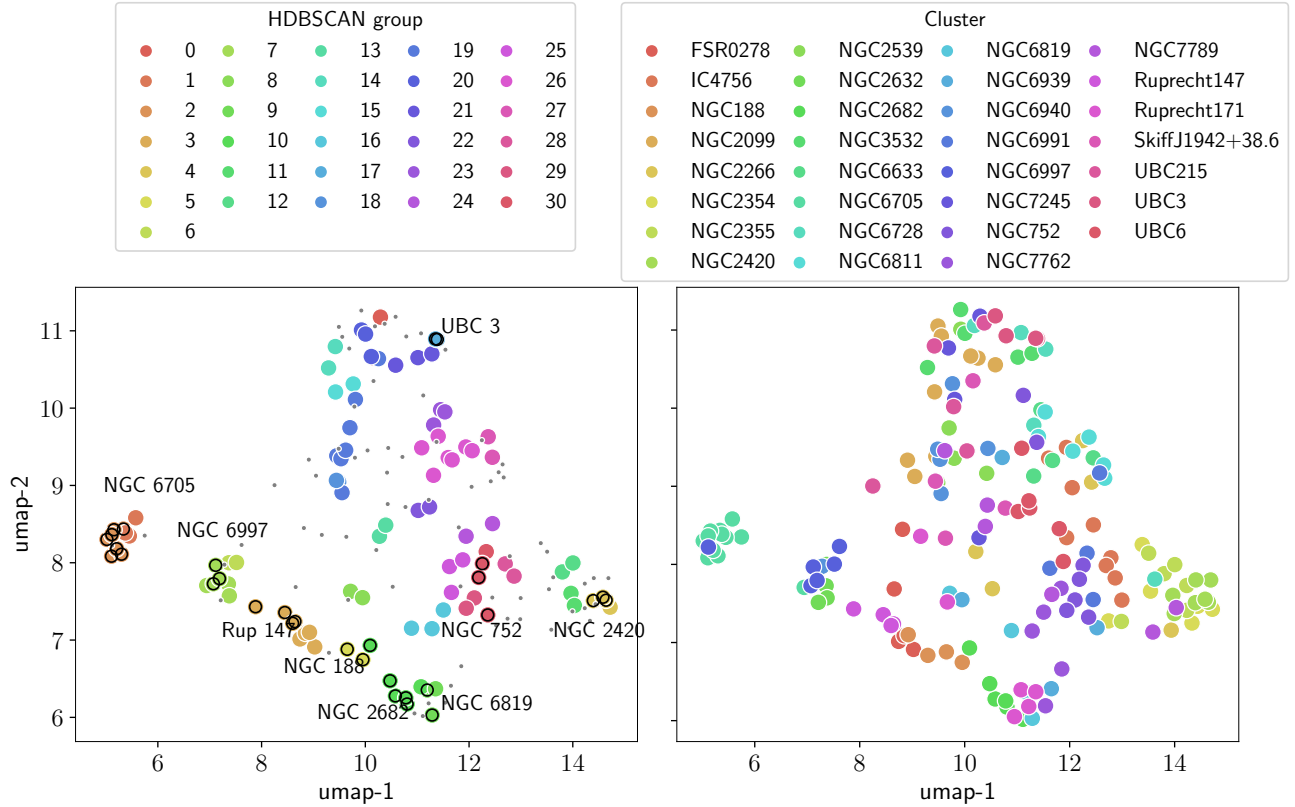 HDBSCAN group
0 7 13 19 25
1 8 14 20 26
2 9 15 21 27
3 10 16 22 28
4 11 17 23 29
5 12 18 24 30
6
Cluster
FSR0278 NGC2539 NGC6819 NGC7789
IC4756 NGC2632 NGC6939 Ruprecht147
NGC188 NGC2682 NGC6940 Ruprecht171
NGC2099 NGC3532 NGC6991 SkiffJ1942+38.6
NGC2266 NGC6633 NGC6997 UBC215
NGC2354 NGC6705 NGC7245 UBC3
NGC2355 NGC6728 NGC752 UBC6
NGC2420 NGC6811 NGC7762
umap-2
11
10
9
8
7
6
UBC 3
NGC 6705
NGC 6997
Rup 147
NGC 752
NGC 2420
NGC 188
NGC 2682
NGC 6819
6 8 10 12 14
umap-1
6 8 10 12 14
umap-1